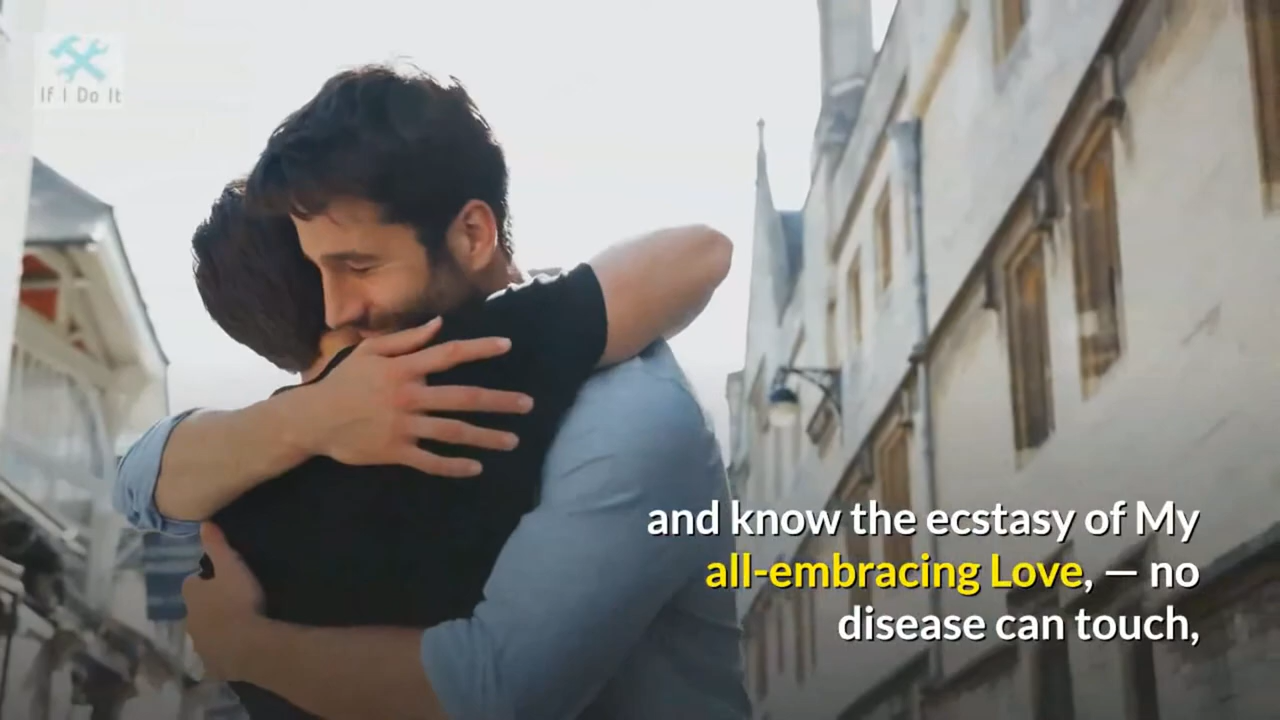 If I Do It
and know the ecstasy of My
all-embracing Love, — no
disease can touch,